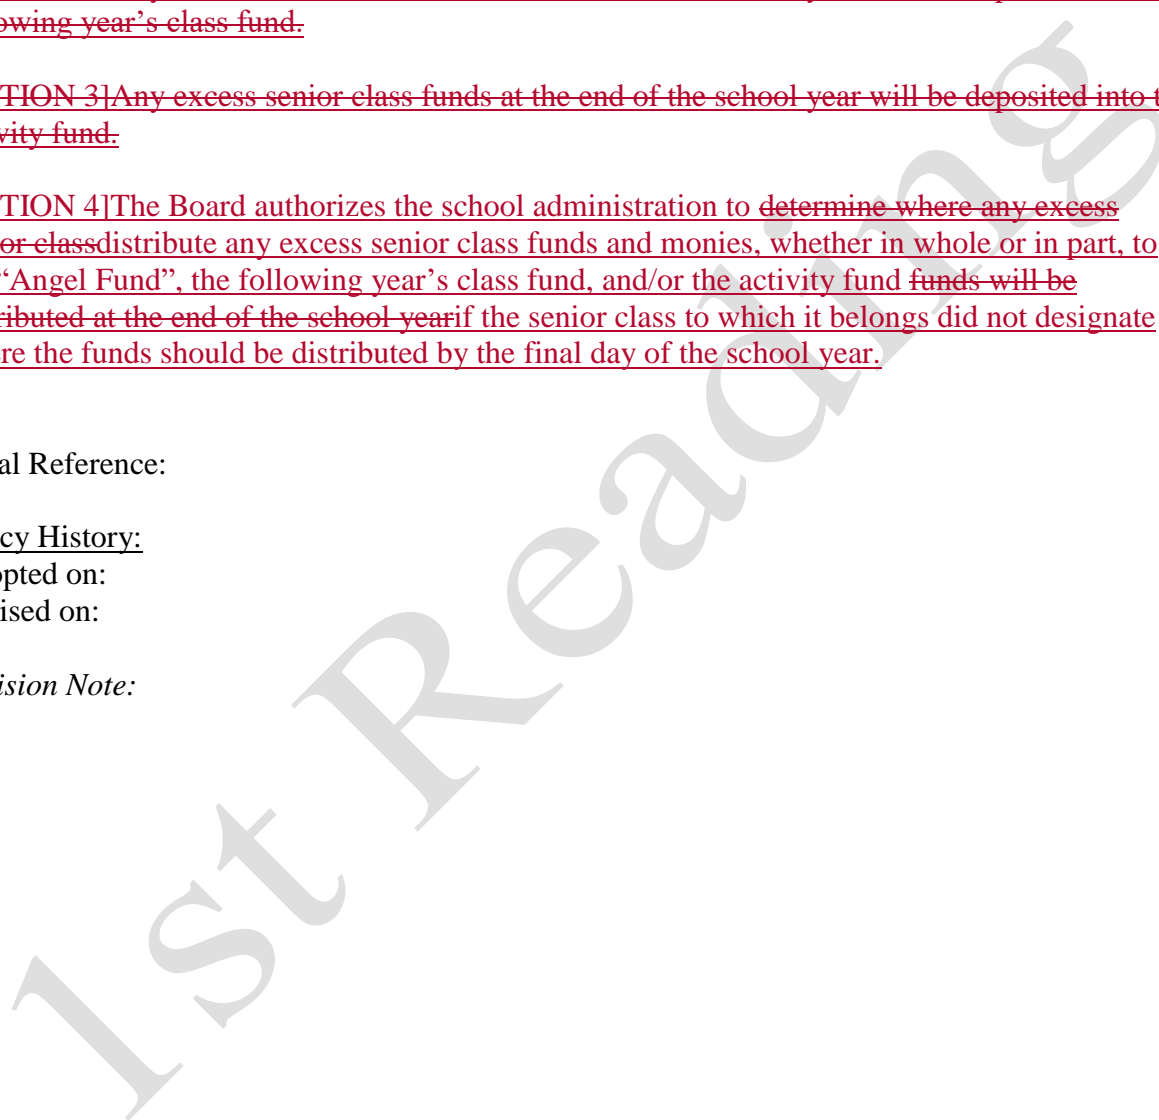 owing year’s class fund.
TION 3]Any excess senior class funds at the end of the school year will be deposited into t
vity fund.
TION 4]The Board authorizes the school administration to determine where any excess
or classdistribute any excess senior class funds and monies, whether in whole or in part, to
“Angel Fund”, the following year’s class fund, and/or the activity fund funds will be
ributed at the end of the school yearif the senior class to which it belongs did not designate
re the funds should be distributed by the final day of the school year.
al Reference:
cy History:
opted on:
ised on:
ision Note:
1st Reading